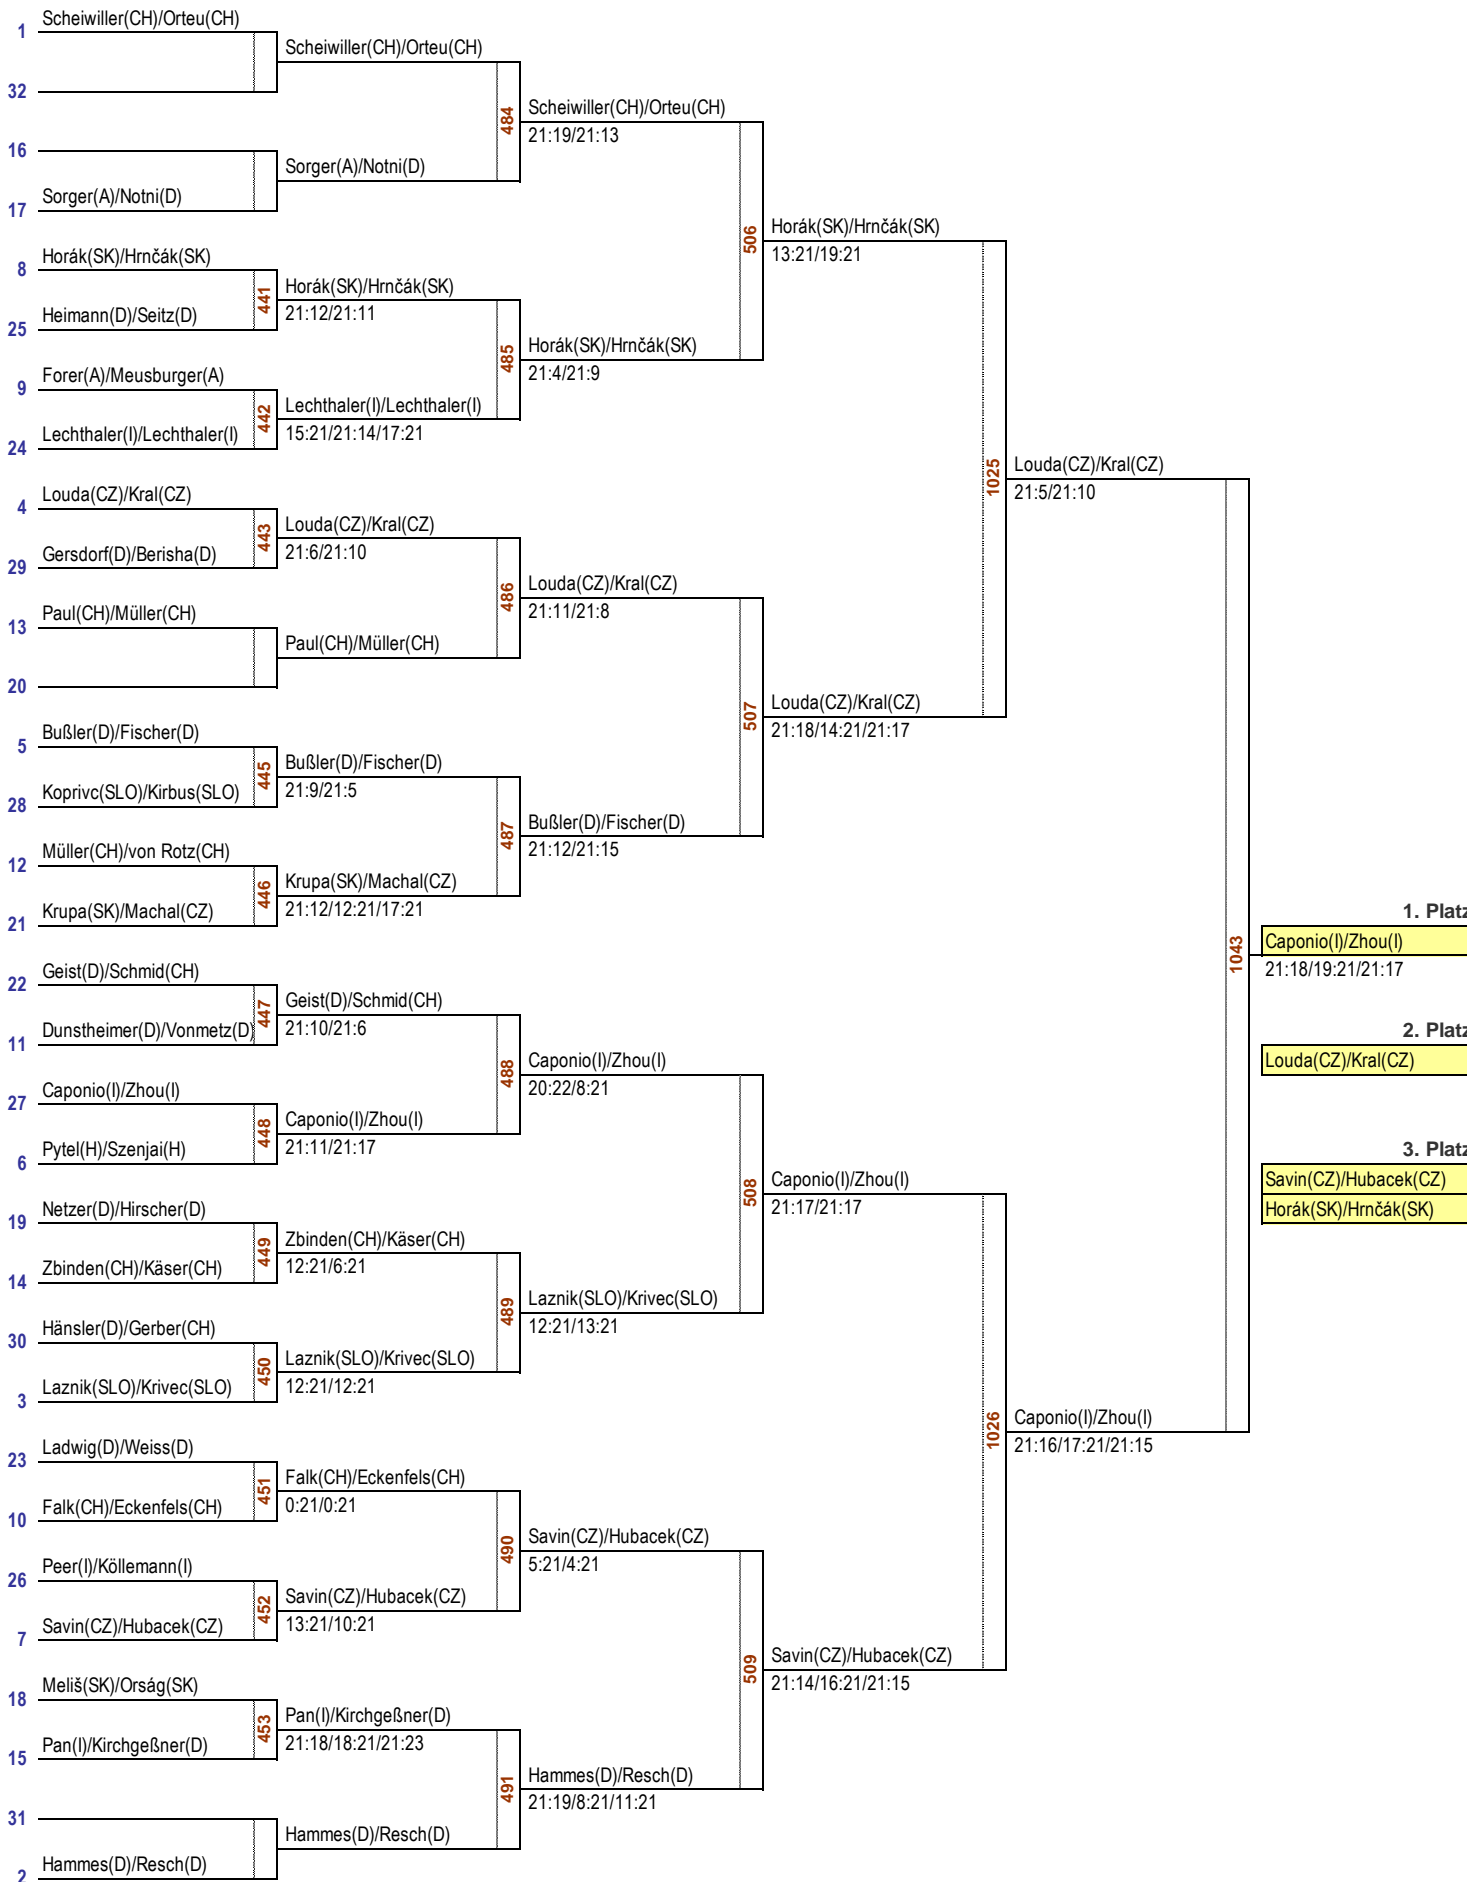 Scheiwiller(CH)/Orteu(CH)
1
Scheiwiller(CH)/Orteu(CH)
32
484
Scheiwiller(CH)/Orteu(CH)
21:19/21:13
16
Sorger(A)/Notni(D)
Sorger(A)/Notni(D)
17
506
Horák(SK)/Hrnčák(SK)
13:21/19:21
Horák(SK)/Hrnčák(SK)
8
441
Horák(SK)/Hrnčák(SK)
21:12/21:11
Heimann(D)/Seitz(D)
25
485
Horák(SK)/Hrnčák(SK)
21:4/21:9
Forer(A)/Meusburger(A)
9
442
Lechthaler(I)/Lechthaler(I)
15:21/21:14/17:21
Lechthaler(I)/Lechthaler(I)
24
1025
Louda(CZ)/Kral(CZ)
21:5/21:10
Louda(CZ)/Kral(CZ)
4
443
Louda(CZ)/Kral(CZ)
21:6/21:10
Gersdorf(D)/Berisha(D)
29
486
Louda(CZ)/Kral(CZ)
21:11/21:8
Paul(CH)/Müller(CH)
13
Paul(CH)/Müller(CH)
20
507
Louda(CZ)/Kral(CZ)
21:18/14:21/21:17
Bußler(D)/Fischer(D)
5
445
Bußler(D)/Fischer(D)
21:9/21:5
Koprivc(SLO)/Kirbus(SLO)
28
487
Bußler(D)/Fischer(D)
21:12/21:15
Müller(CH)/von Rotz(CH)
12
446
Krupa(SK)/Machal(CZ)
21:12/12:21/17:21
Krupa(SK)/Machal(CZ)
21
1043
1. Platz
Caponio(I)/Zhou(I)
21:18/19:21/21:17
Geist(D)/Schmid(CH)
22
447
Geist(D)/Schmid(CH)
21:10/21:6
Dunstheimer(D)/Vonmetz(D)
11
2. Platz
Louda(CZ)/Kral(CZ)
488
Caponio(I)/Zhou(I)
20:22/8:21
Caponio(I)/Zhou(I)
27
448
Caponio(I)/Zhou(I)
21:11/21:17
Pytel(H)/Szenjai(H)
6
3. Platz
Savin(CZ)/Hubacek(CZ)
Horák(SK)/Hrnčák(SK)
508
Caponio(I)/Zhou(I)
21:17/21:17
Netzer(D)/Hirscher(D)
19
449
Zbinden(CH)/Käser(CH)
12:21/6:21
Zbinden(CH)/Käser(CH)
14
489
Laznik(SLO)/Krivec(SLO)
12:21/13:21
Hänsler(D)/Gerber(CH)
30
450
Laznik(SLO)/Krivec(SLO)
12:21/12:21
Laznik(SLO)/Krivec(SLO)
3
1026
Caponio(I)/Zhou(I)
21:16/17:21/21:15
Ladwig(D)/Weiss(D)
23
451
Falk(CH)/Eckenfels(CH)
0:21/0:21
Falk(CH)/Eckenfels(CH)
10
490
Savin(CZ)/Hubacek(CZ)
5:21/4:21
Peer(I)/Köllemann(I)
26
452
Savin(CZ)/Hubacek(CZ)
13:21/10:21
Savin(CZ)/Hubacek(CZ)
7
509
Savin(CZ)/Hubacek(CZ)
21:14/16:21/21:15
Meliš(SK)/Orság(SK)
18
453
Pan(I)/Kirchgeßner(D)
21:18/18:21/21:23
Pan(I)/Kirchgeßner(D)
15
491
Hammes(D)/Resch(D)
21:19/8:21/11:21
31
Hammes(D)/Resch(D)
Hammes(D)/Resch(D)
2